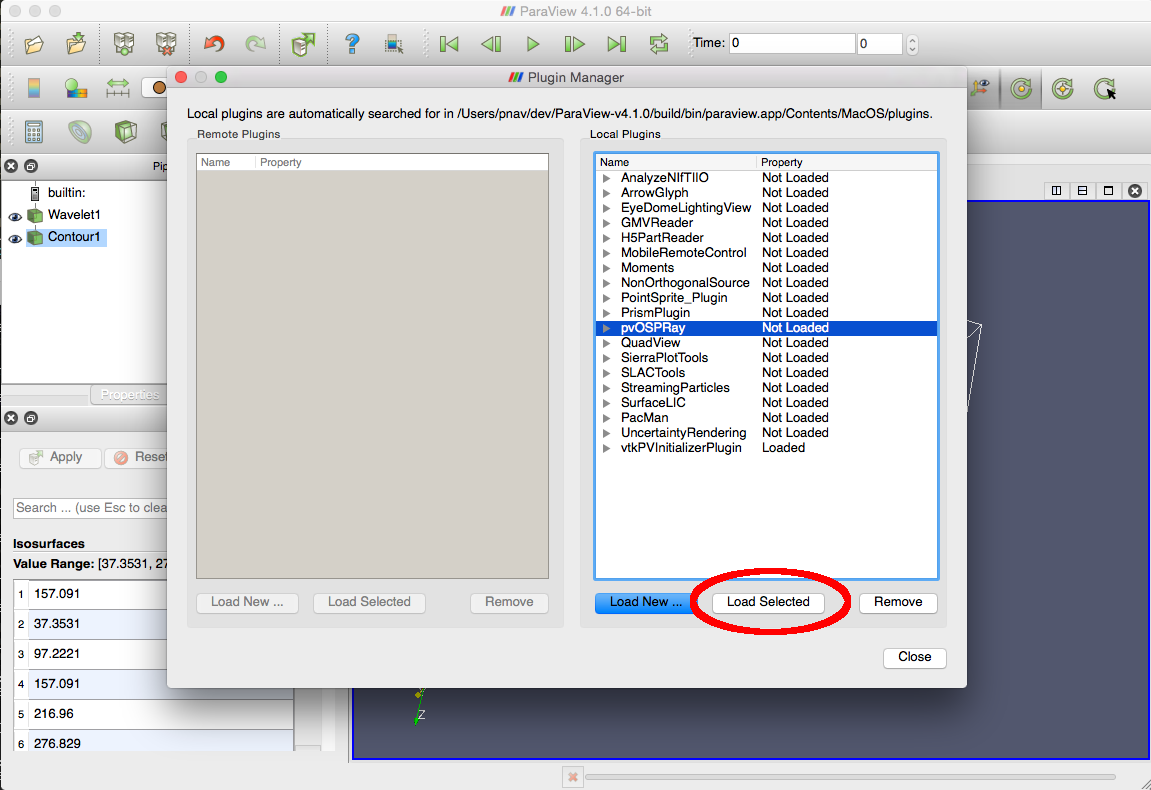 ParaView 4.1.0 64-bit
Time: 0 0
Plugin Manager
Local plugins are automatically searched for in /Users/pnav/dev/ParaView-v4.1.0/build/bin/paraview.app/Contents/MacOS/plugins.
Remote Plugins
Name Property
Load New ... Load Selected Remove
Local Plugins
Name Property
AnalyzeNIfTIIO Not Loaded
ArrowGlyph Not Loaded
EyeDomeLightingView Not Loaded
GMVReader Not Loaded
H5PartReader Not Loaded
MobileRemoteControl Not Loaded
Moments Not Loaded
NonOrthogonalSource Not Loaded
PointSprite_Plugin Not Loaded
PrismPlugin Not Loaded
pvOSPRay Not Loaded
QuadView Not Loaded
SierraPlotTools Not Loaded
SLACTools Not Loaded
StreamingParticles Not Loaded
SurfaceLIC Not Loaded
PacMan Not Loaded
UncertaintyRendering Not Loaded
vtkPVInitializerPlugin Loaded
Load New ... Load Selected Remove
Close
Pip
builtin:
Wavelet1
Contour1
Properties
Apply Reset
Search ... (use Esc to clea
Isosurfaces
Value Range: [37.3531, 27
1 157.091
2 37.3531
3 97.2221
4 157.091
5 216.96
6 276.829
Z